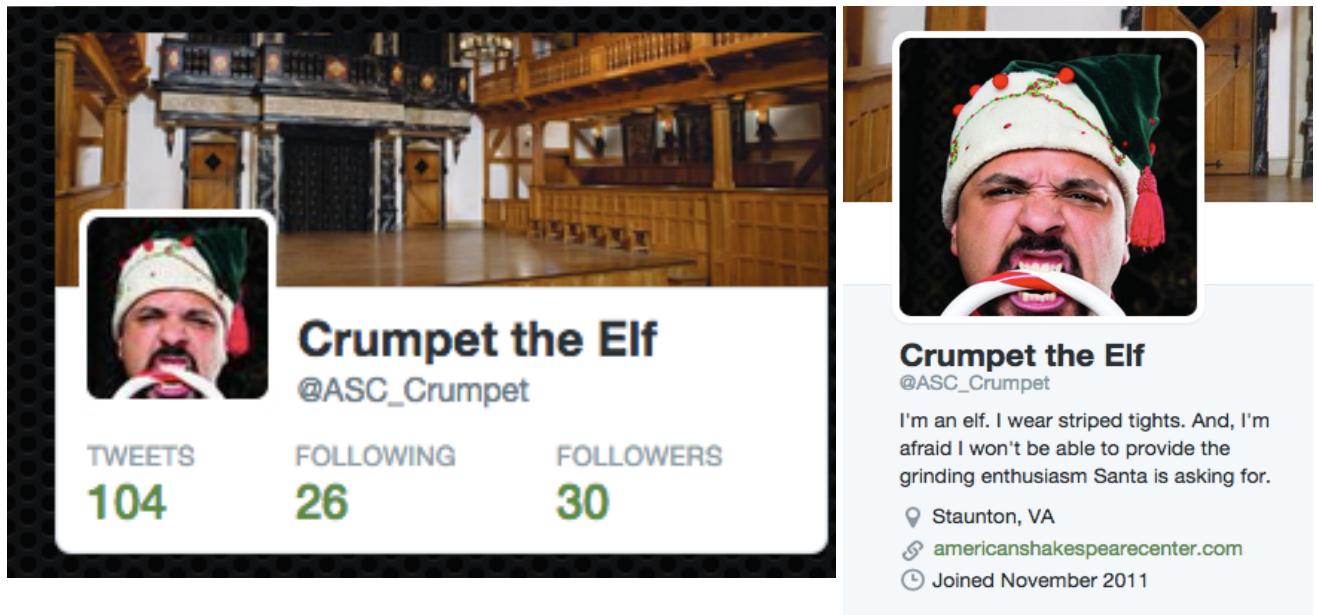 Crumpet the Elf
@ASC_Crumpet
TWEETS FOLLOWING FOLLOWERS
104 26 30
Crumpet the Elf
@ASC_Crumpet
I'm an elf. I wear striped tights. And, I'm
afraid I won't be able to provide the
grinding enthusiasm Santa is asking for.
Staunton, VA
americanshakespearecenter.com
Joined November 2011